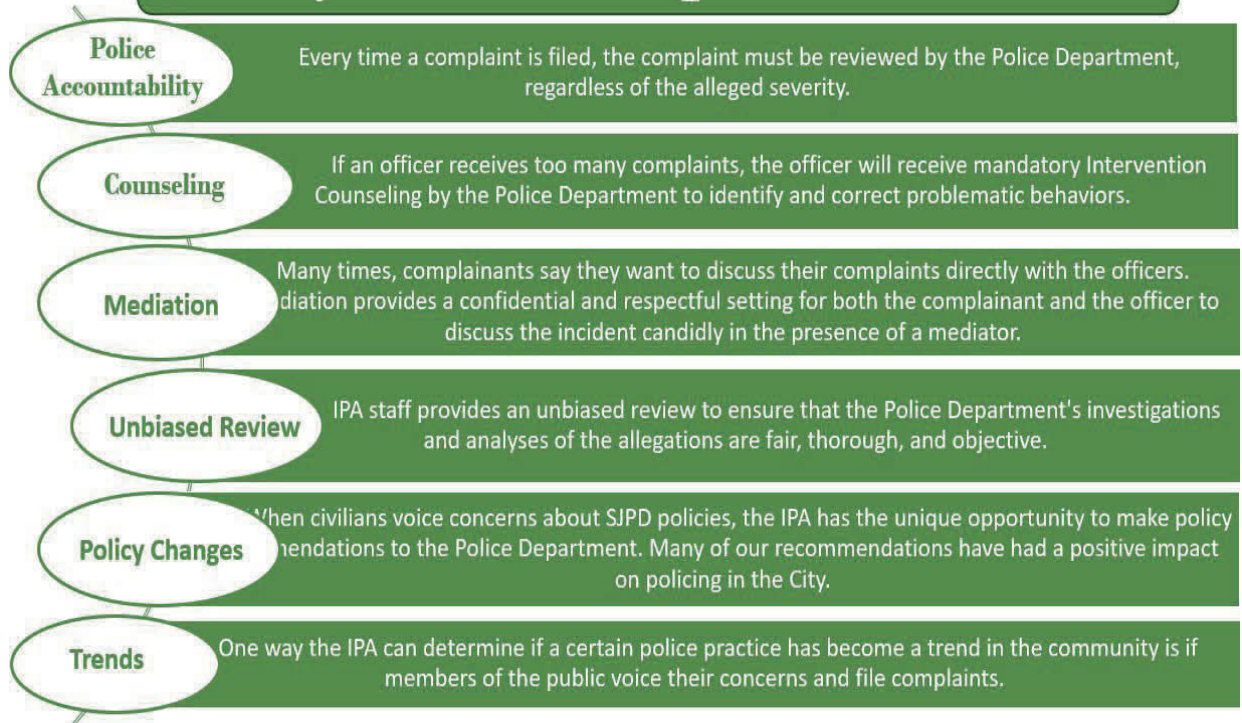 Police
Accountability
Every time a complaint is filed, the complaint must be reviewed by the Police Department,
regardless of the alleged severity.
Counseling
If an officer receives too many complaints, the officer will receive mandatory Intervention
Counseling by the Police Department to identify and correct problematic behaviors.
Mediation
Many times, complainants say they want to discuss their complaints directly with the officers.
diation provides a confidential and respectful setting for both the complainant and the officer to
discuss the incident candidly in the presence of a mediator.
Unbiased Review
IPA staff provides an unbiased review to ensure that the Police Department's investigations
and analyses of the allegations are fair, thorough, and objective.
Policy Changes
When civilians voice concerns about SJPD policies, the IPA has the unique opportunity to make policy
mendations to the Police Department. Many of our recommendations have had a positive impact
on policing in the City.
Trends
One way the IPA can determine if a certain police practice has become a trend in the community is if
members of the public voice their concerns and file complaints.